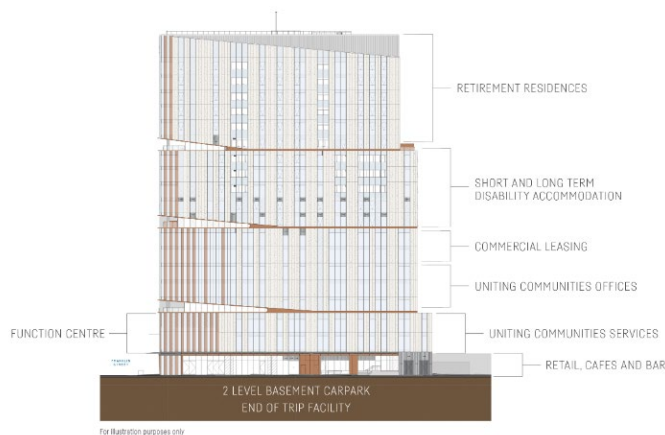 RETIREMENT RESIDENCES
SHORT AND LONG TERM
DISABILITY ACCOMMODATION
COMMERCIAL LEASING
UNITING COMMUNITIES OFFICES
FUNCTION CENTRE
UNITING COMMUNITIES SERVICES
RETAIL, CAFES AND BAR
2 LEVEL BASEMENT CARPARK
END OF TRIP FACILITY
For illustration purposes only